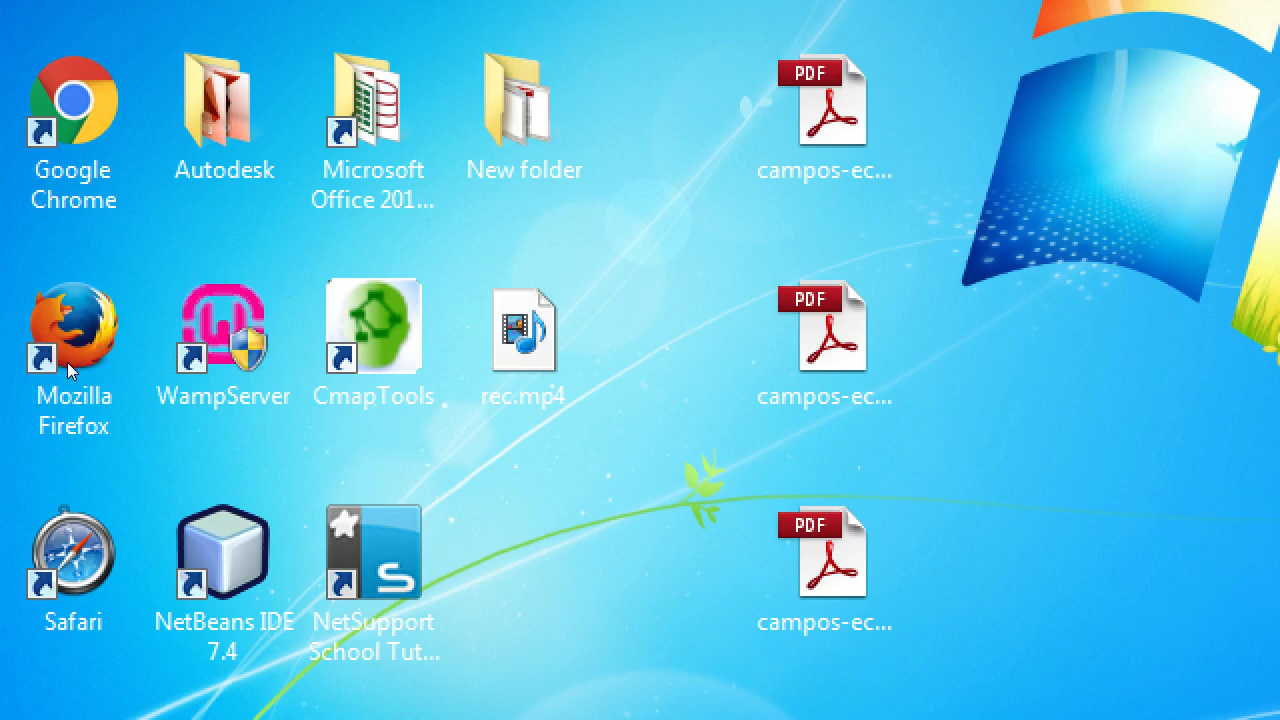 Google
Chrome
Autodesk
Microsoft
Office 201...
New folder
PDF
campos-ec...
Mozilla
Firefox
WampServer
CmapTools
rec.mp4
PDF
campos-ec...
Safari
NetBeans IDE
7.4
S
NetSupport
School Tut...
PDF
campos-ec...